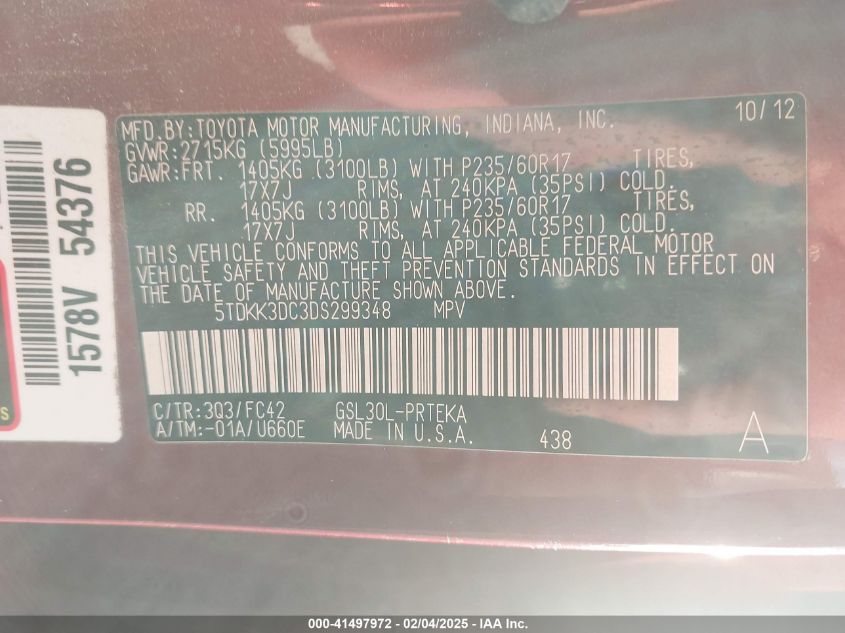 10/12
MFD.BY:TOYOTA MOTOR MANUFACTURING, INDIANA, INC.
GVWR:2715KG (5995LB)
GAWR:FRT. 1405KG (3100LB) WITH P235/60R17 TIRES,
17X7J RIMS, AT 240KPA (35PSI) COLD.
RR. 1405KG (3100LB) WITH P235/60R17 TIRES,
17X7J RIMS, AT 240KPA (35PSI) COLD.
THIS VEHICLE CONFORMS TO ALL APPLICABLE FEDERAL MOTOR
VEHICLE SAFETY AND THEFT PREVENTION STANDARDS IN EFFECT ON
THE DATE OF MANUFACTURE SHOWN ABOVE.
5TDKK3DC3DS299348 MPV
C/TR:3Q3/FC42 GSL30L-PRTEKA
A/TM:-01A/U660E MADE IN U.S.A. 438 A
1578V 54376
000-41497972 - 02/04/2025 - IAA Inc.